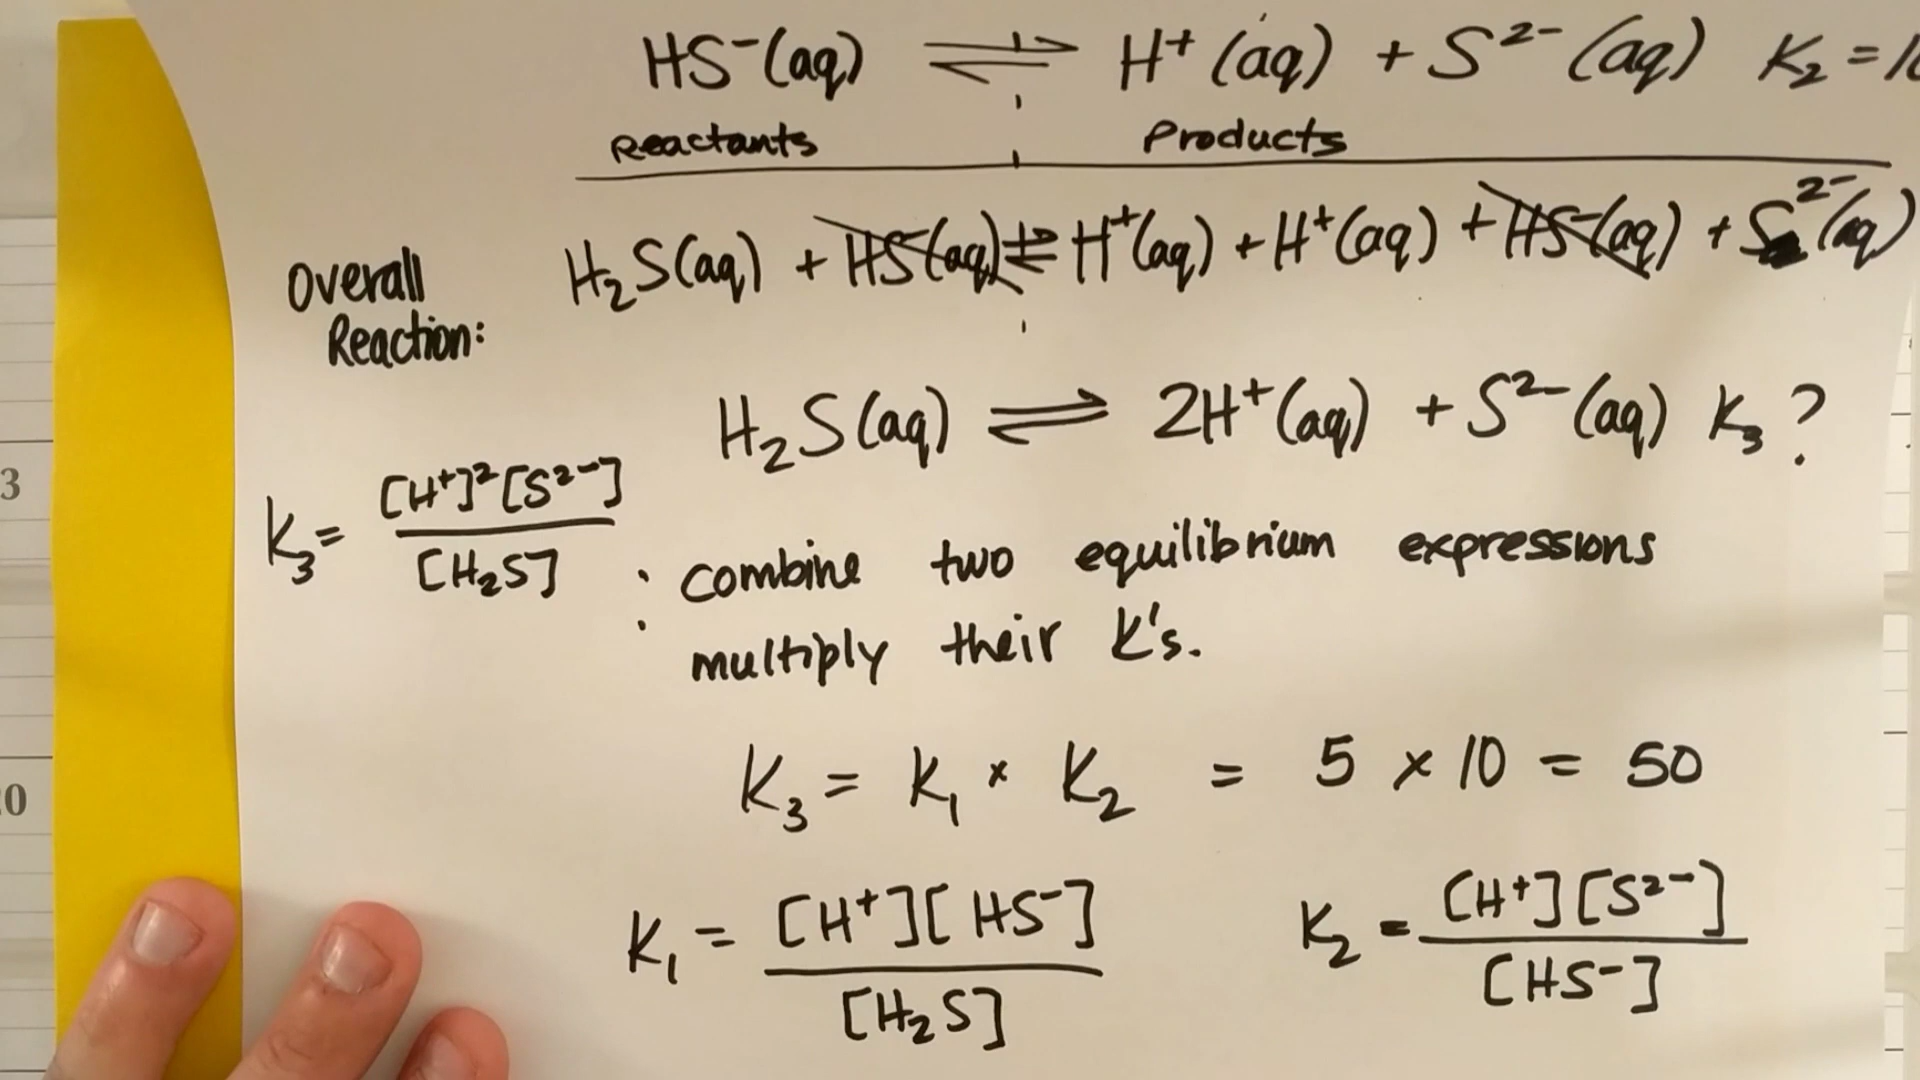 HS⁻(aq) ⇌ H⁺(aq) + S²⁻(aq) K₂ = 10
Reactants Products
Overall Reaction: H₂S(aq) + HS⁻(aq) ⇌ H⁺(aq) + H⁺(aq) + HS⁻(aq) + S²⁻(aq)
H₂S(aq) ⇌ 2H⁺(aq) + S²⁻(aq) K₃ ?
K₃ = [H⁺]²[S²⁻] / [H₂S]
: combine two equilibrium expressions
multiply their K's.
K₃ = K₁ × K₂ = 5 × 10 = 50
K₁ = [H⁺][HS⁻] / [H₂S]
K₂ = [H⁺][S²⁻] / [HS⁻]
3
0